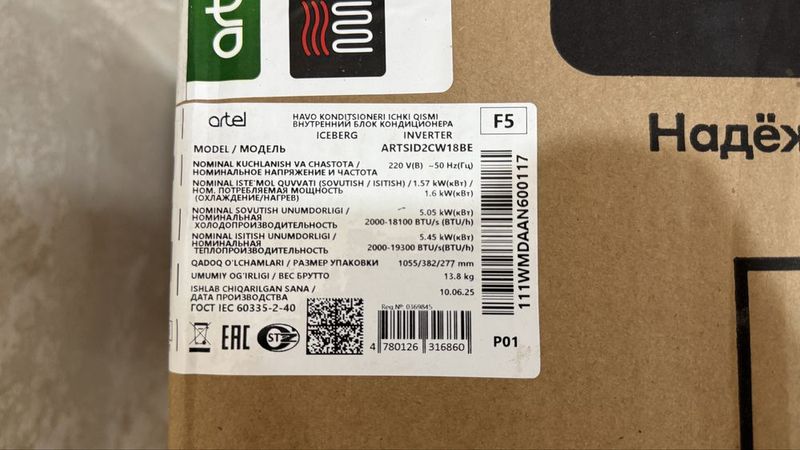 artel
artel
HAVO KONDITSIONERI ICHKI QISMI
ВНУТРЕННИЙ БЛОК КОНДИЦИОНЕРА
F5
ICEBERG INVERTER
MODEL / МОДЕЛЬ ARTSID2CW18BE
NOMINAL KUCHLANISH VA CHASTOTA / 220 V(В) ~50 Hz(Гц)
НОМИНАЛЬНОЕ НАПРЯЖЕНИЕ И ЧАСТОТА
NOMINAL ISTE'MOL QUVVATI (SOVUTISH / ISITISH) / 1.57 kW(кВт) /
НОМ. ПОТРЕБЛЯЕМАЯ МОЩНОСТЬ 1.6 kW(кВт)
(ОХЛАЖДЕНИЕ/НАГРЕВ)
NOMINAL SOVUTISH UNUMDORLIGI / 5.05 kW(кВт)
НОМИНАЛЬНАЯ 2000-18100 BTU/s (BTU/h)
ХОЛОДОПРОИЗВОДИТЕЛЬНОСТЬ
NOMINAL ISITISH UNUMDORLIGI / 5.45 kW(кВт)
НОМИНАЛЬНАЯ 2000-19300 BTU/s(BTU/h)
ТЕПЛОПРОИЗВОДИТЕЛЬНОСТЬ
QADOQ O'LCHAMLARI / РАЗМЕР УПАКОВКИ 1055/382/277 mm
UMUMIY OG'IRLIGI / ВЕС БРУТТО 13.8 kg
ISHLAB CHIQARILGAN SANA / 10.06.25
ДАТА ПРОИЗВОДСТВА
ГОСТ IEC 60335-2-40
Reg.№: 0369845
EAC
4 780126 316860
P01
111WMDAAN600117